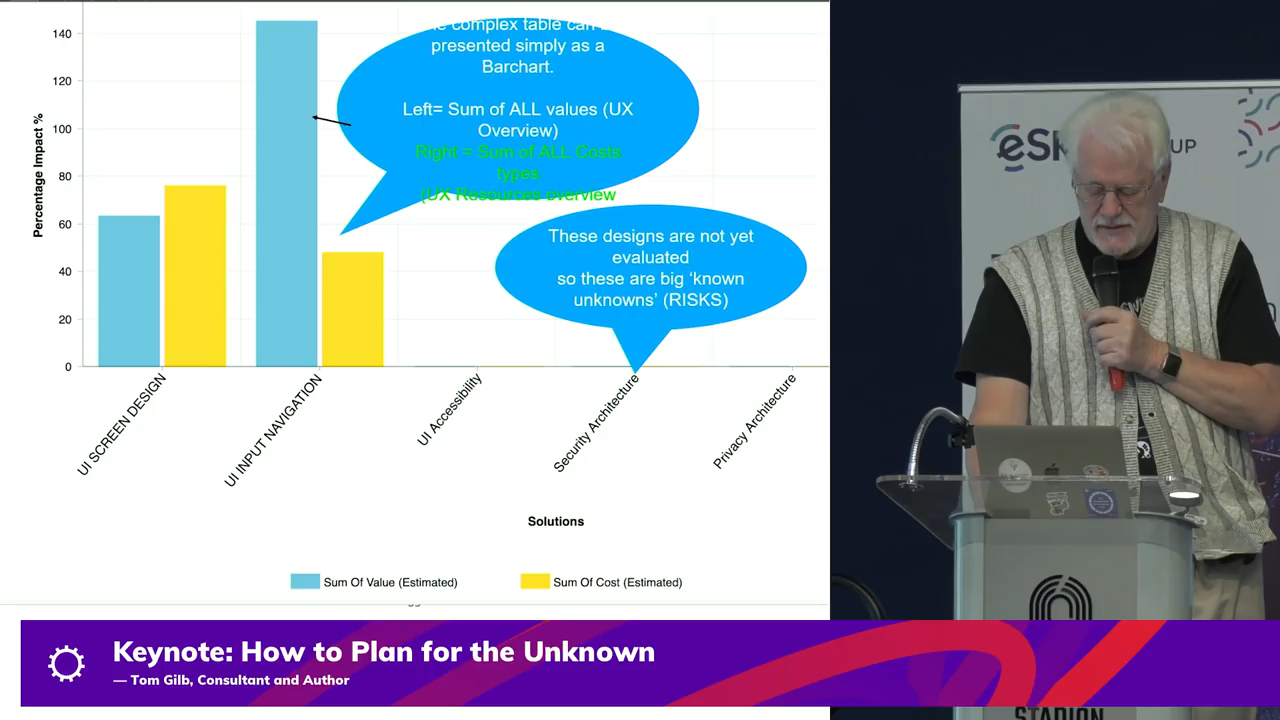 complex table can
presented simply as a
Barchart.
Left= Sum of ALL values (UX
Overview)
Right = Sum of ALL Costs
types
(UX Resources overview
These designs are not yet
evaluated
so these are big ‘known
unknowns’ (RISKS)
Percentage Impact %
140
120
100
80
60
40
20
0
UI SCREEN DESIGN
UI INPUT NAVIGATION
UI Accessibility
Security Architecture
Privacy Architecture
Solutions
Sum Of Value (Estimated)
Sum Of Cost (Estimated)
UP
STADION
Keynote: How to Plan for the Unknown
— Tom Gilb, Consultant and Author